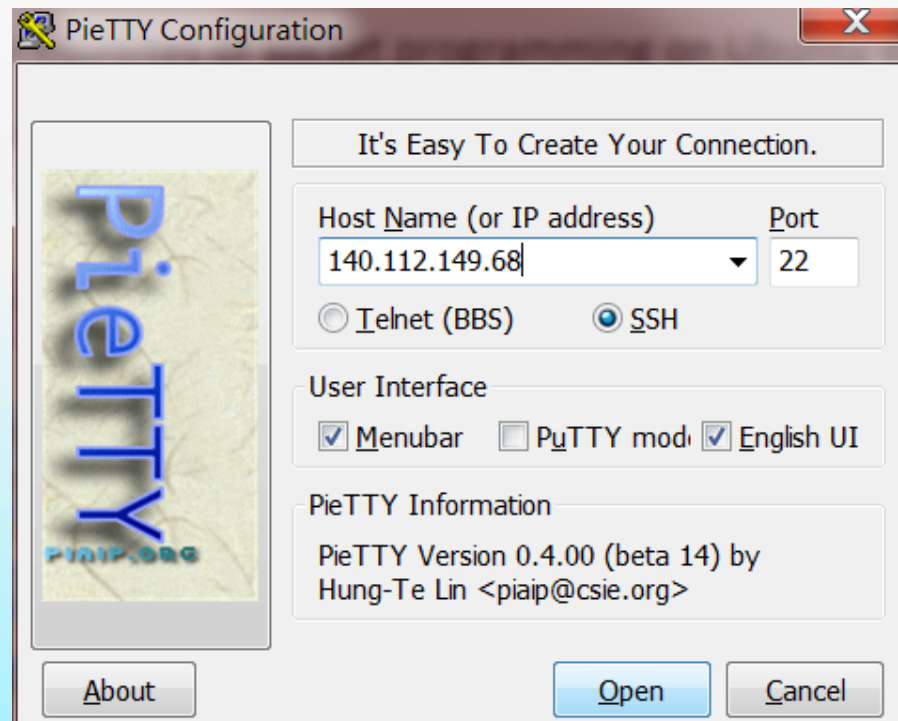 PieTTY Configuration
It's Easy To Create Your Connection.
Host Name (or IP address)
Port
140.112.149.68
22
Telnet (BBS)
SSH
User Interface
Menubar
PuTTY mod
English UI
PieTTY Information
PieTTY Version 0.4.00 (beta 14) by
Hung-Te Lin <piaip@csie.org>
PieTTY
PIAIP.ORG
About
Open
Cancel